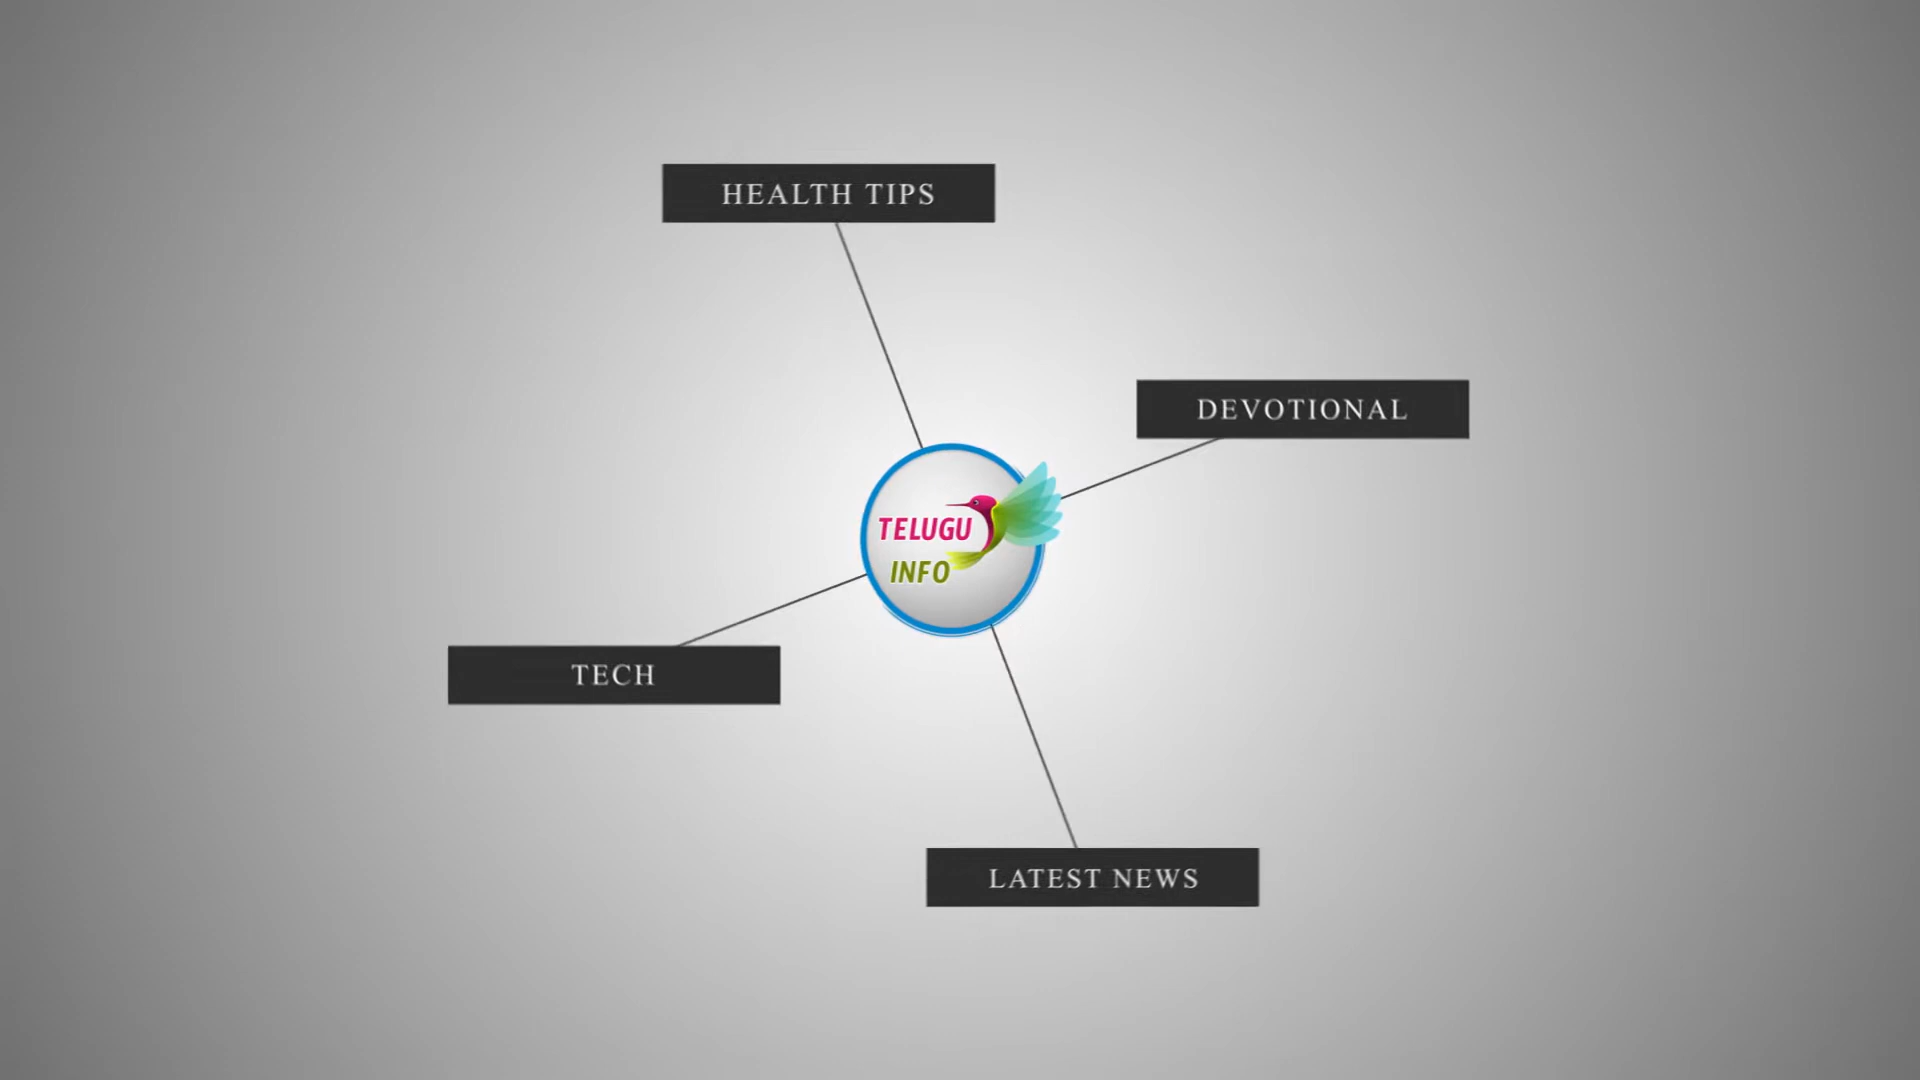 HEALTH TIPS
DEVOTIONAL
TELUGU
INFO
TECH
LATEST NEWS